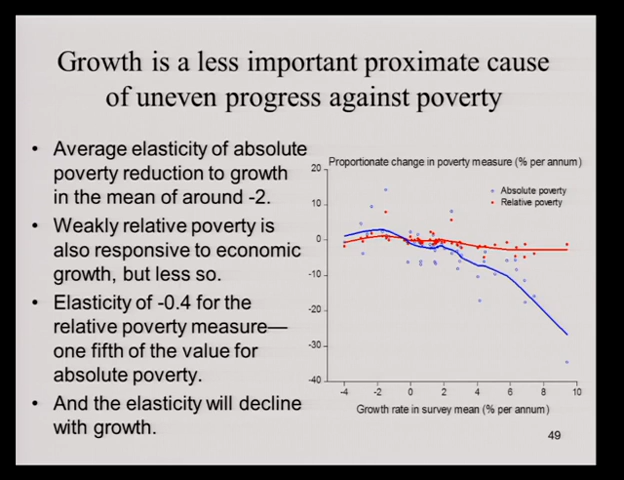 Growth is a less important proximate cause
of uneven progress against poverty
• Average elasticity of absolute
poverty reduction to growth
in the mean of around -2.
• Weakly relative poverty is
also responsive to economic
growth, but less so.
• Elasticity of -0.4 for the
relative poverty measure—
one fifth of the value for
absolute poverty.
• And the elasticity will decline
with growth.
Proportionate change in poverty measure (% per annum)
Absolute poverty
Relative poverty
20
10
0
-10
-20
-30
-40
-4 -2 0 2 4 6 8 10
Growth rate in survey mean (% per annum)
49